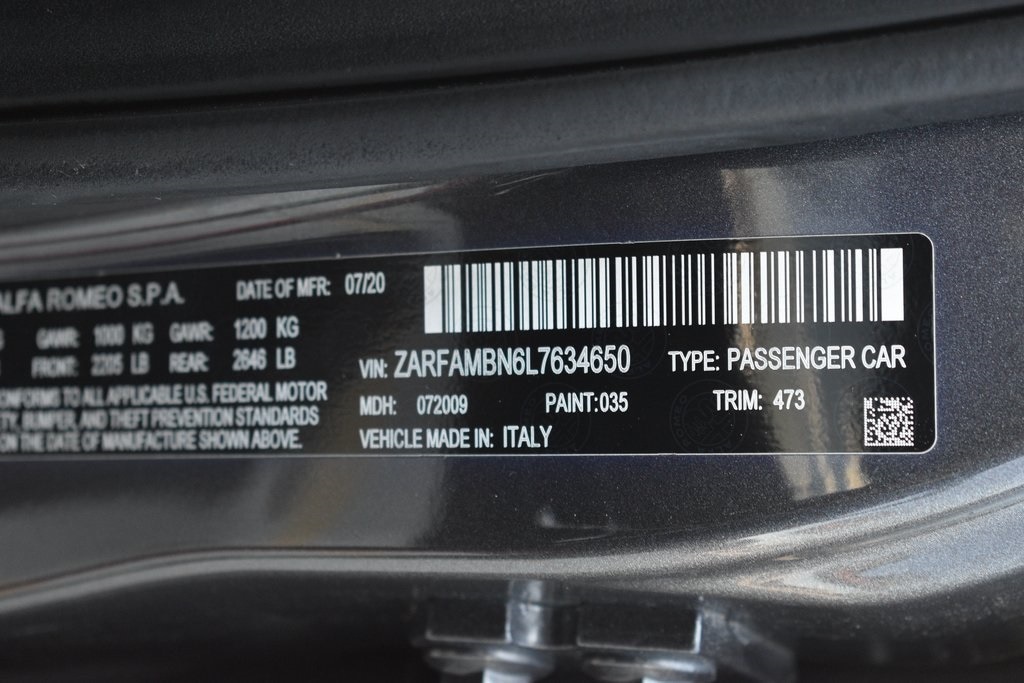 ALFA ROMEO S.P.A. DATE OF MFR: 07/20
GAWR: 1000 KG GAWR: 1200 KG
FRONT: 2205 LB REAR: 2646 LB
TO ALL APPLICABLE U.S. FEDERAL MOTOR
BUMPER, AND THEFT PREVENTION STANDARDS
ON THE DATE OF MANUFACTURE SHOWN ABOVE.
VIN: ZARFAMBN6L7634650 TYPE: PASSENGER CAR
MDH: 072009 PAINT:035 TRIM: 473
VEHICLE MADE IN: ITALY